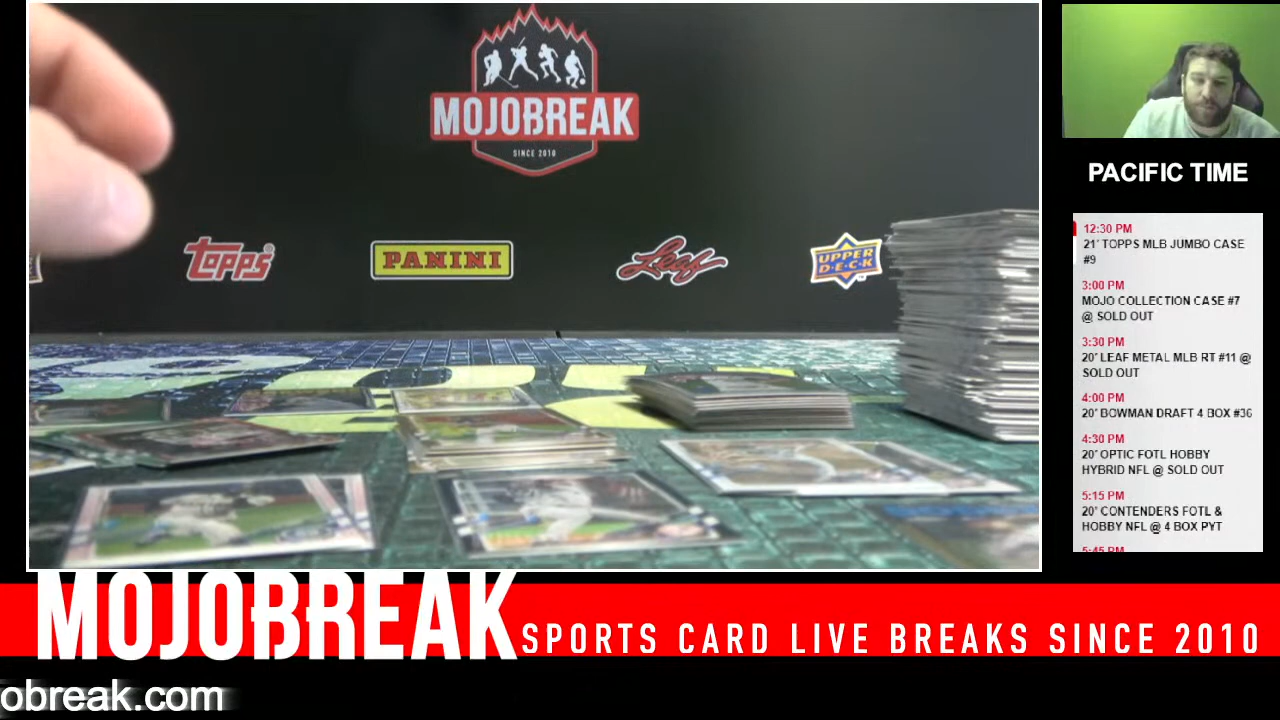 MOJOBREAK
SINCE 2010
TOPPS
PANINI
Leaf
UPPER
D·E·C·K
PACIFIC TIME
12:30 PM
21' TOPPS MLB JUMBO CASE
#9
3:00 PM
MOJO COLLECTION CASE #7
@ SOLD OUT
3:30 PM
20' LEAF METAL MLB RT #11 @
SOLD OUT
4:00 PM
20' BOWMAN DRAFT 4 BOX #36
4:30 PM
20' OPTIC FOTL HOBBY
HYBRID NFL @ SOLD OUT
5:15 PM
20' CONTENDERS FOTL &
HOBBY NFL @ 4 BOX PYT
5:45 PM
MOJOBREAK SPORTS CARD LIVE BREAKS SINCE 2010
obreak.com